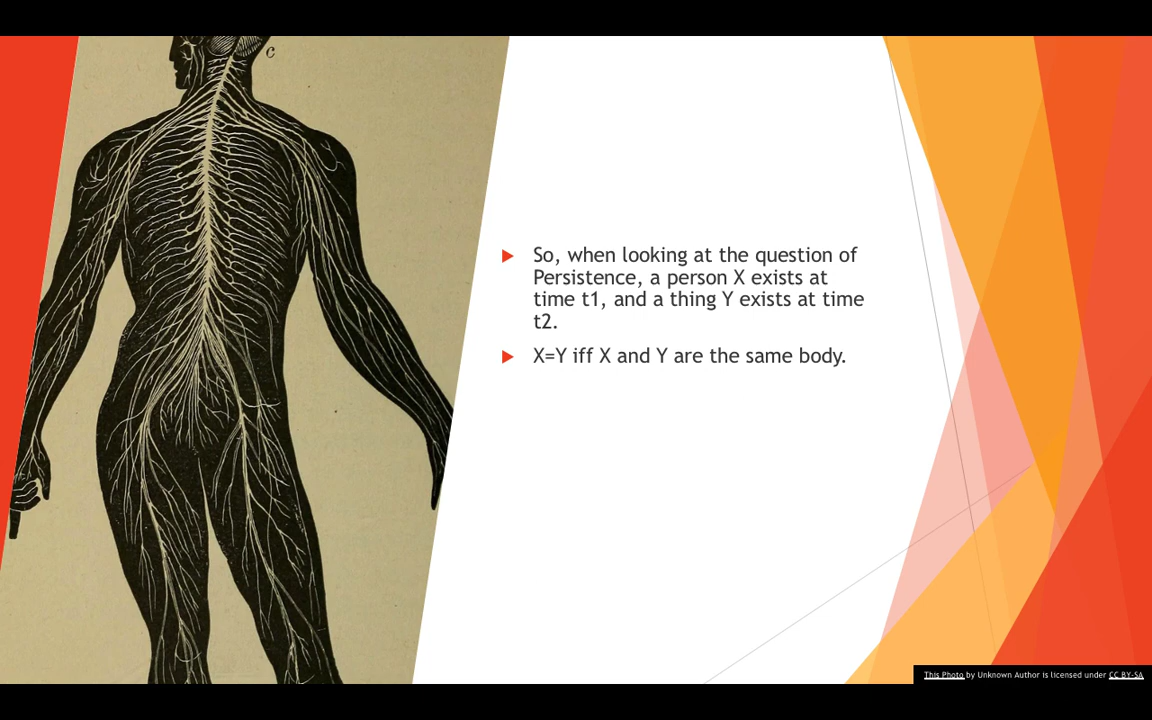 c
So, when looking at the question of
Persistence, a person X exists at
time t1, and a thing Y exists at time
t2.
X=Y iff X and Y are the same body.
This Photo by Unknown Author is licensed under CC BY-SA